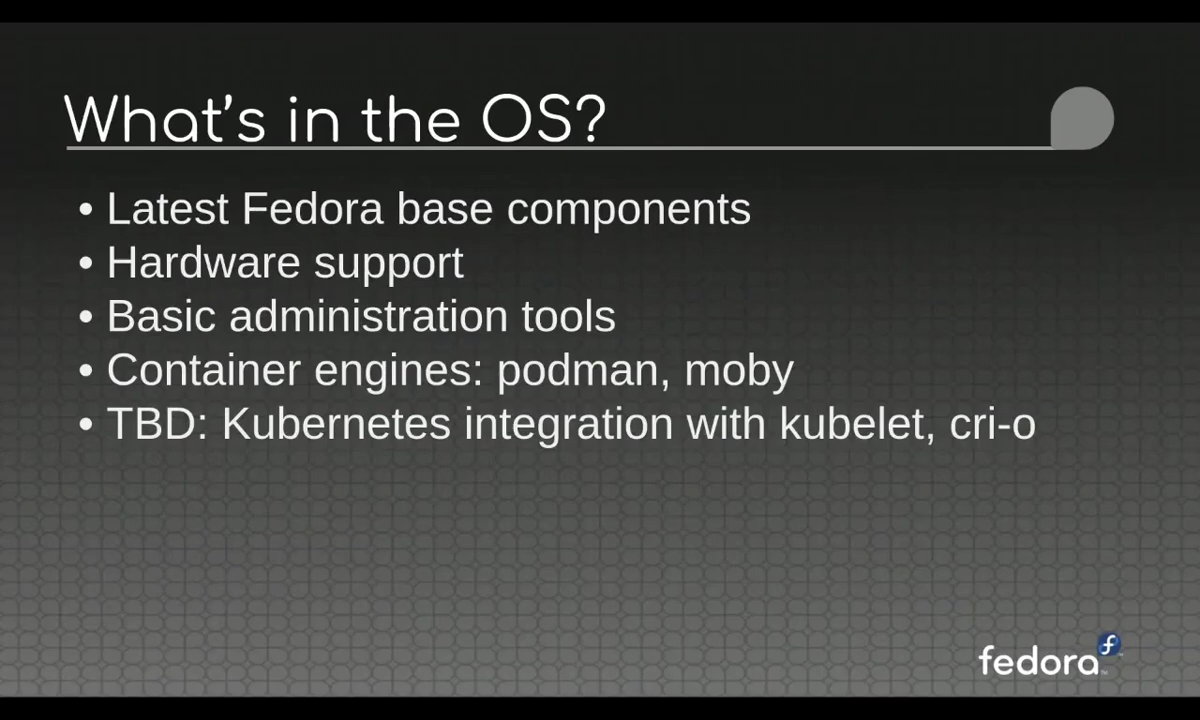 What's in the OS?
• Latest Fedora base components
• Hardware support
• Basic administration tools
• Container engines: podman, moby
• TBD: Kubernetes integration with kubelet, cri-o
fedora